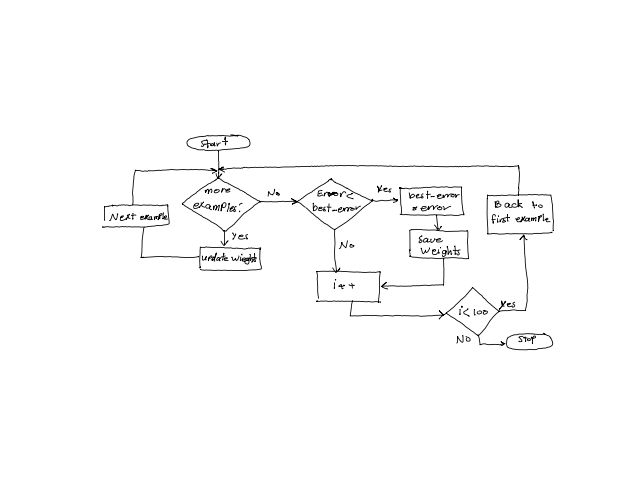 Start
more
examples?
No
Error<
best-error
Yes
best-error
= error
Back to
first example
Next example
Yes
update wieght
No
Save
Weights
i++
i<100
Yes
NO
Stop